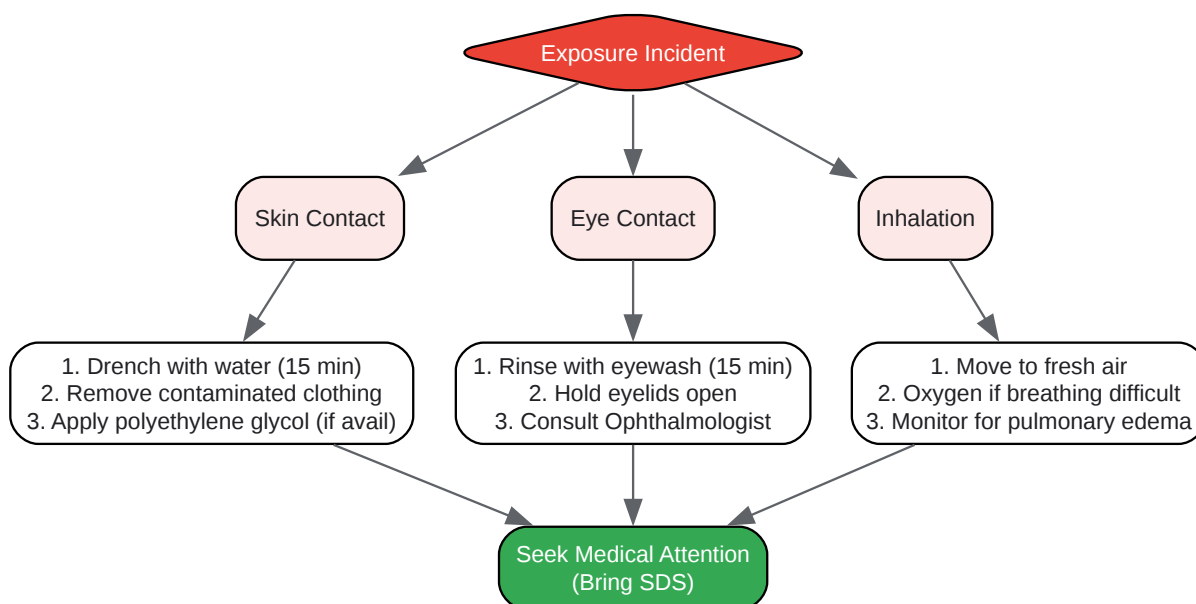 Exposure Incident
Skin Contact
Eye Contact
Inhalation
1. Drench with water (15 min)
2. Remove contaminated clothing
3. Apply polyethylene glycol (if avail)
1. Rinse with eyewash (15 min)
2. Hold eyelids open
3. Consult Ophthalmologist
1. Move to fresh air
2. Oxygen if breathing difficult
3. Monitor for pulmonary edema
Seek Medical Attention
(Bring SDS)